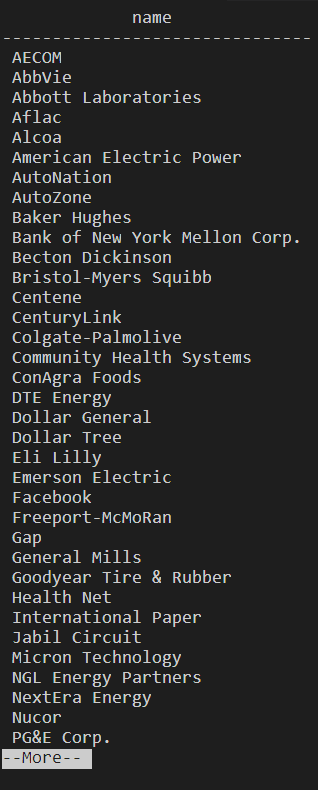 name
-------------------------------
AECOM
AbbVie
Abbott Laboratories
Aflac
Alcoa
American Electric Power
AutoNation
AutoZone
Baker Hughes
Bank of New York Mellon Corp.
Becton Dickinson
Bristol-Myers Squibb
Centene
CenturyLink
Colgate-Palmolive
Community Health Systems
ConAgra Foods
DTE Energy
Dollar General
Dollar Tree
Eli Lilly
Emerson Electric
Facebook
Freeport-McMoRan
Gap
General Mills
Goodyear Tire & Rubber
Health Net
International Paper
Jabil Circuit
Micron Technology
NGL Energy Partners
NextEra Energy
Nucor
PG&E Corp.
--More--